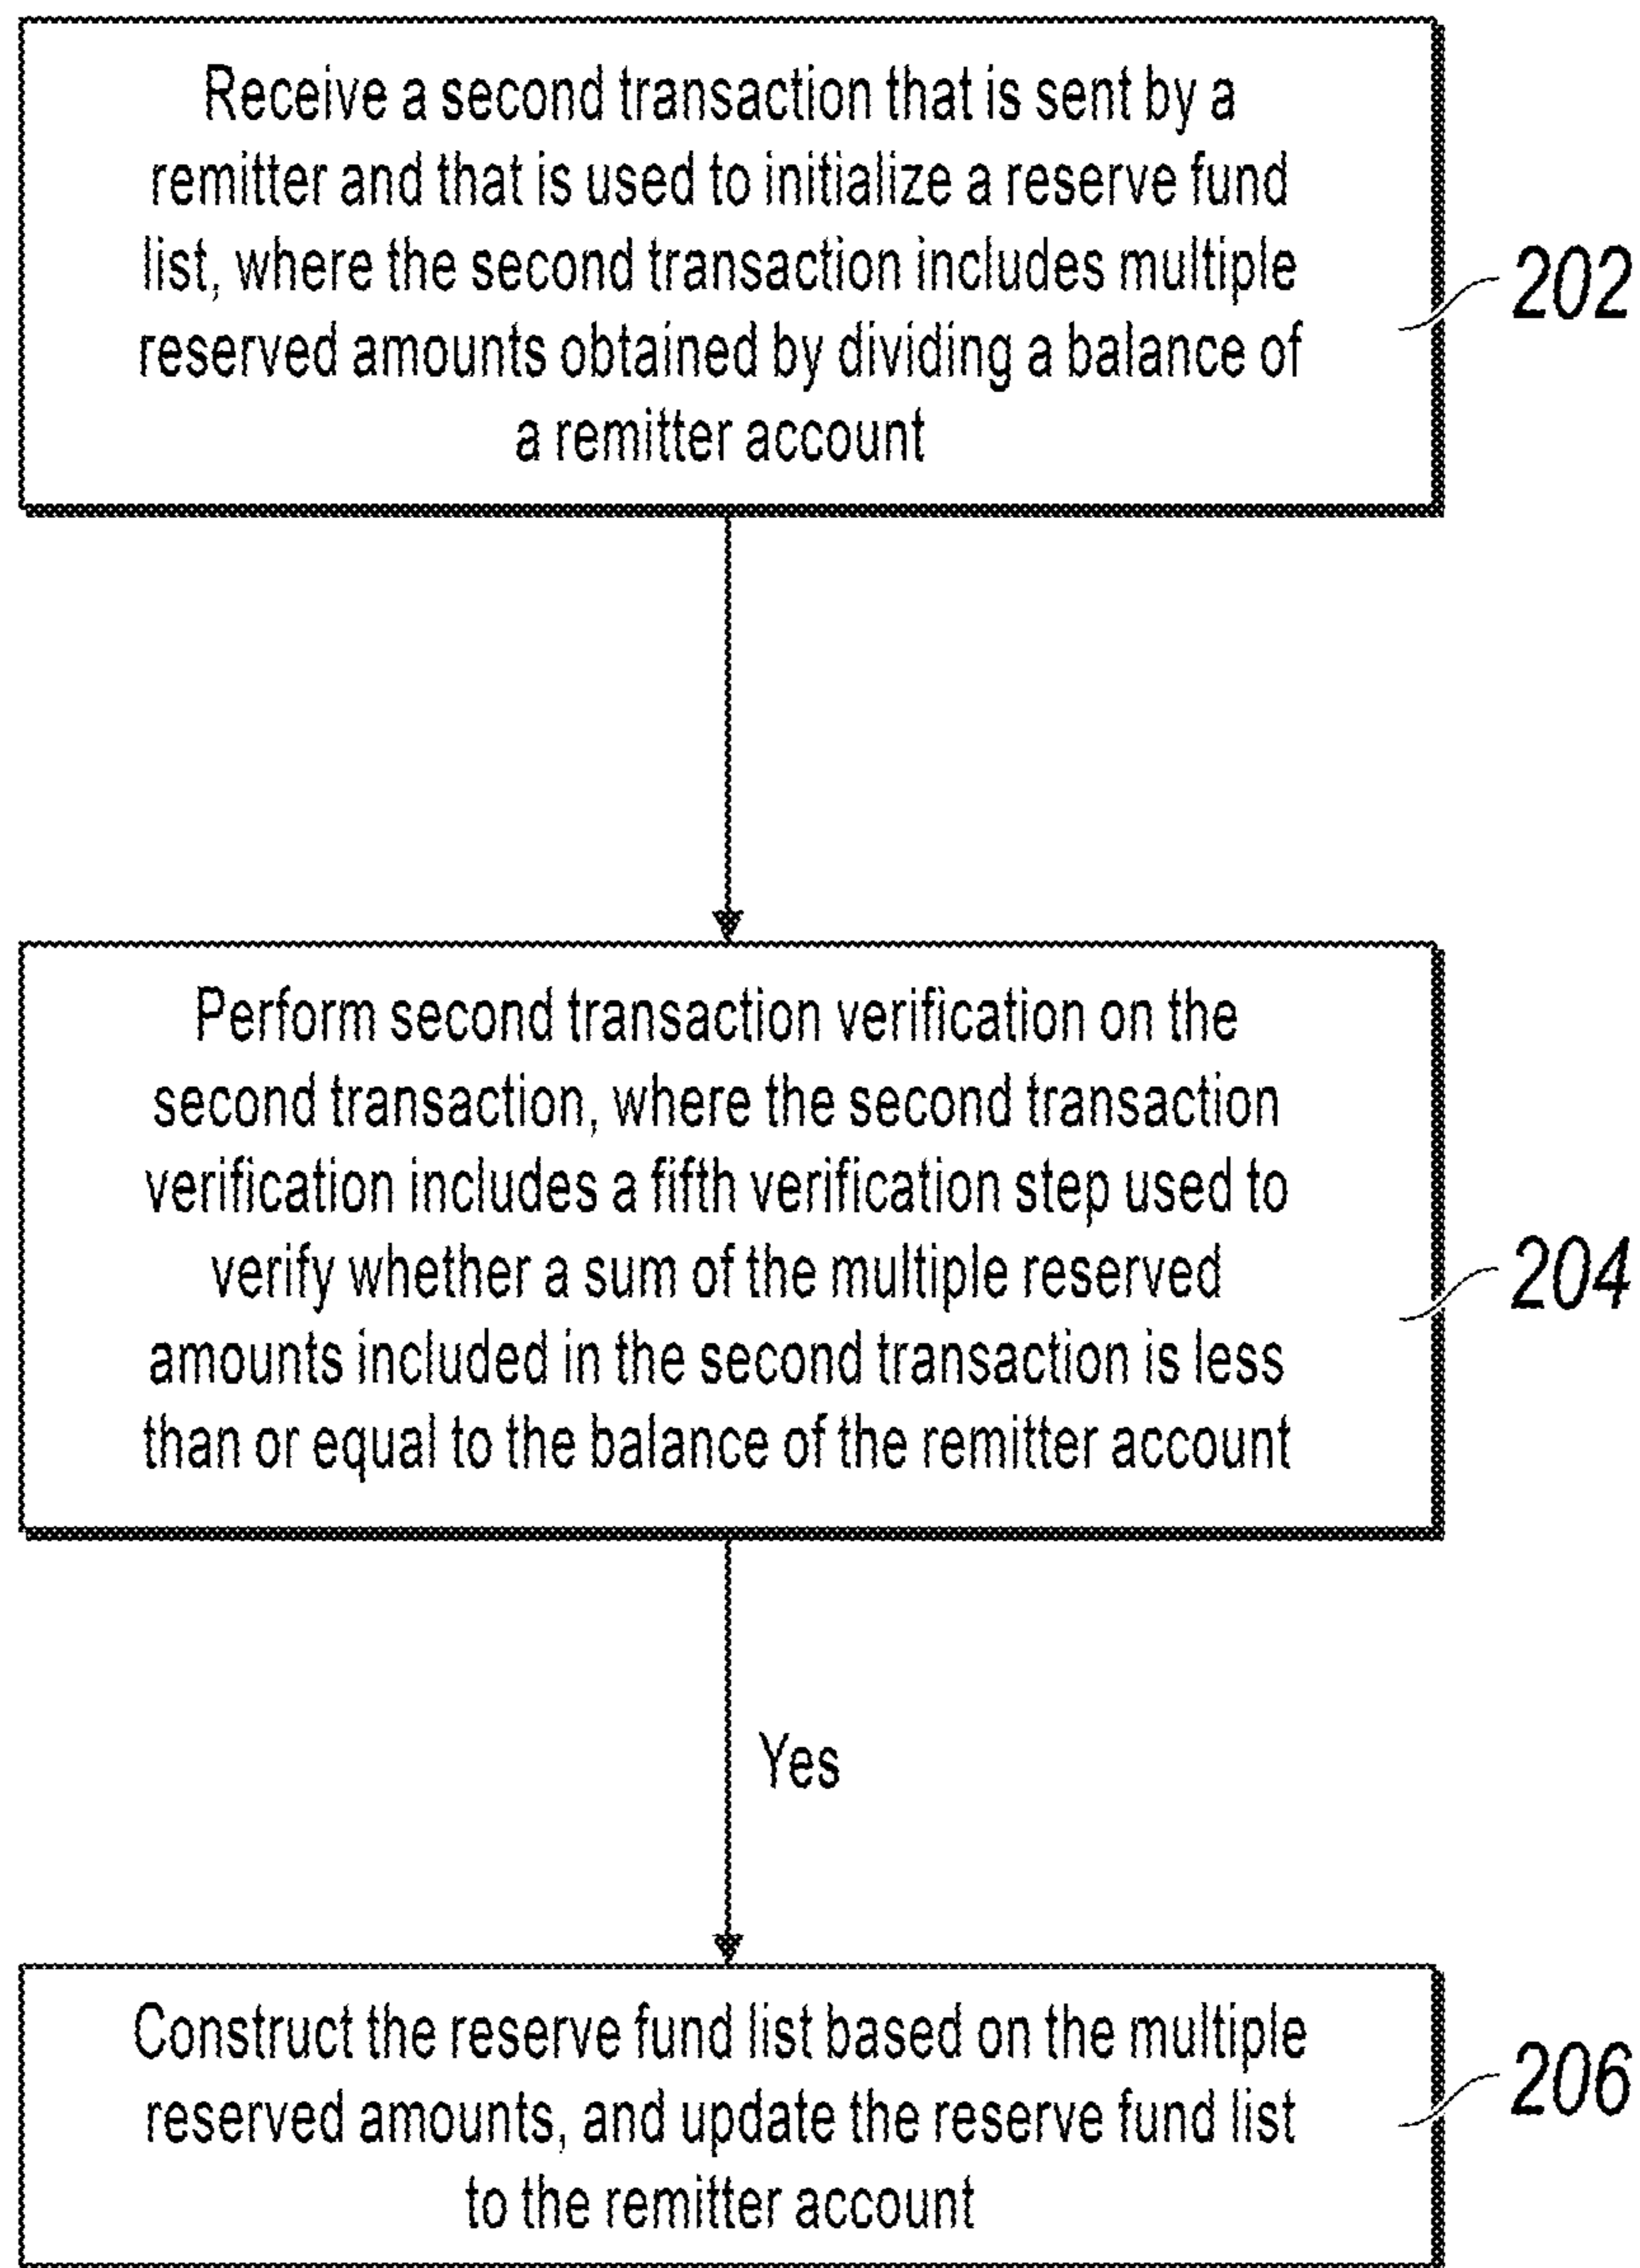 Receive a second transaction that is sent by a
remitter and that is used to initialize a reserve fund
list, where the second transaction includes multiple
reserved amounts obtained by dividing a balance of
a remitter account
202
Perform second transaction verification on the
second transaction, where the second transaction
verification includes a fifth verification step used to
verify whether a sum of the multiple reserved
amounts included in the second transaction is less
than or equal to the balance of the remitter account
204
Yes
Construct the reserve fund list based on the multiple
reserved amounts, and update the reserve fund list
to the remitter account
206